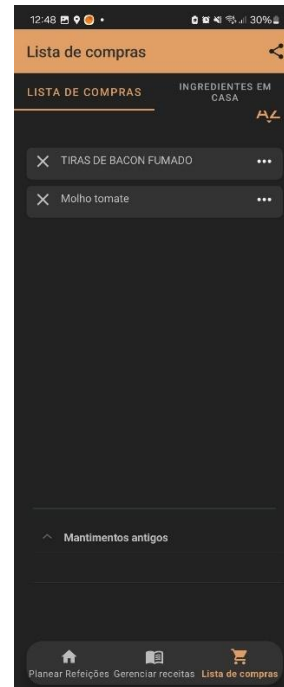 12:48
30%
Lista de compras
LISTA DE COMPRAS
INGREDIENTES EM
CASA
AZ
TIRAS DE BACON FUMADO
Molho tomate
Mantimentos antigos
Planear Refeições Gerenciar receitas Lista de compras